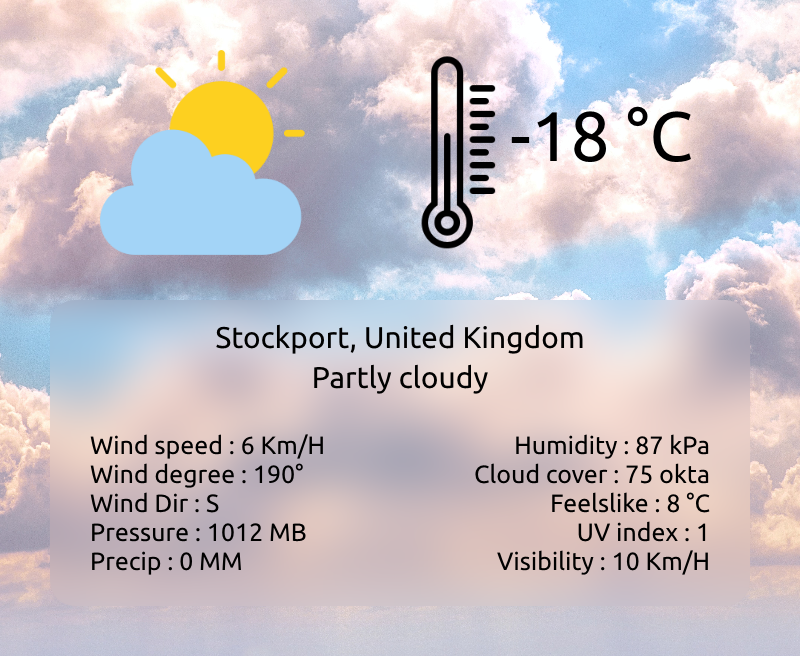 -18 °C
Stockport, United Kingdom
Partly cloudy
Wind speed : 6 Km/H
Wind degree : 190°
Wind Dir : S
Pressure : 1012 MB
Precip : 0 MM
Humidity : 87 kPa
Cloud cover : 75 okta
Feelslike : 8 °C
UV index : 1
Visibility : 10 Km/H